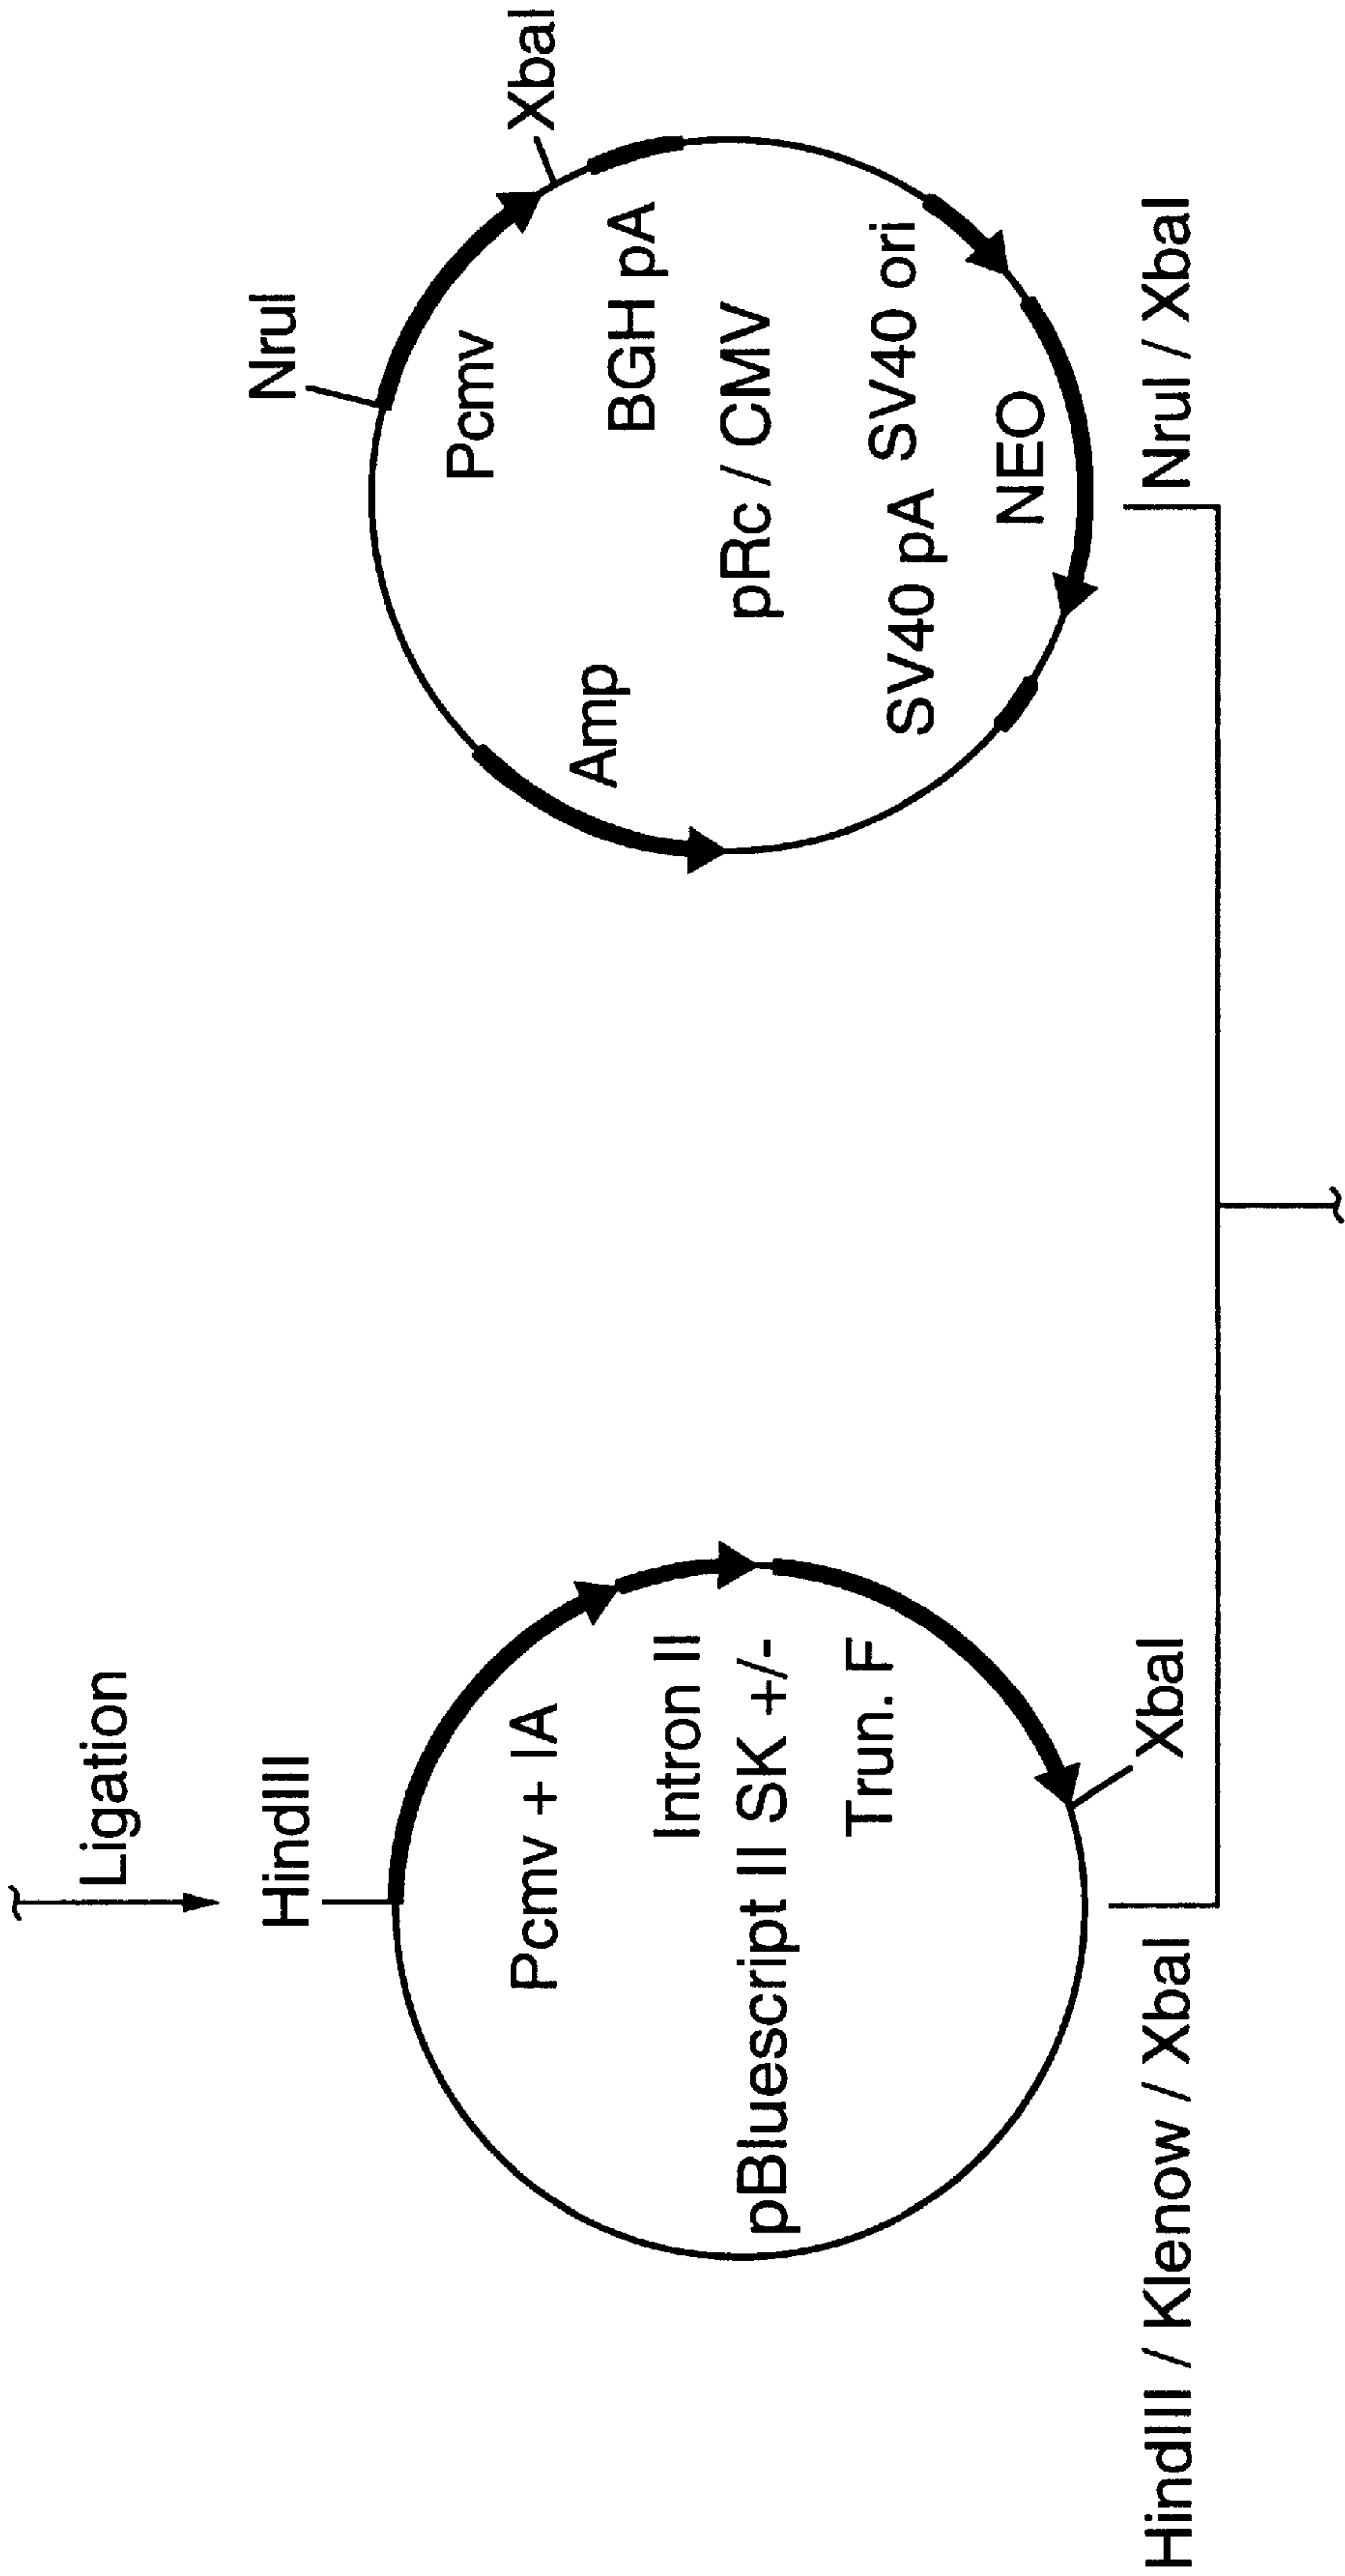 Ligation
HindIII
Pcmv + IA
Intron II
pBluescript II SK +/-
Trun. F
XbaI
HindIII / Klenow / XbaI
NruI
XbaI
Pcmv
BGH pA
Amp
pRc / CMV
SV40 ori
SV40 pA
NEO
NruI / XbaI